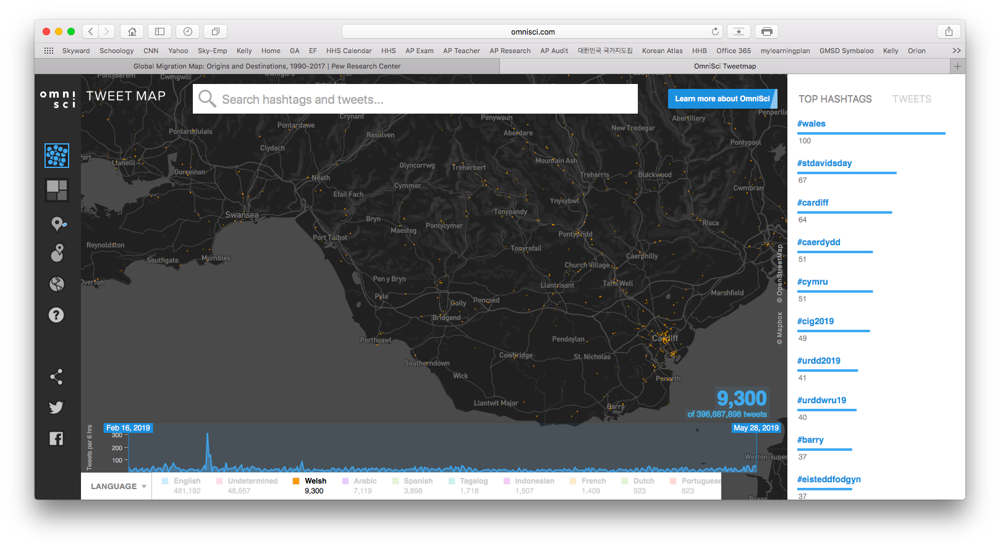 omnisci.com
Skyward Schoology CNN Yahoo Sky-Emp Kelly Home GA EF HHS Calendar HHS AP Exam AP Teacher AP Research AP Audit 대한민국 국가지도집 Korean Atlas HHB Office 365 mylearningplan GMSD Symbaloo Kelly Orion
Global Migration Map: Origins and Destinations, 1990-2017 | Pew Research Center
OmniSci Tweetmap
omni
sci
TWEET MAP
Search hashtags and tweets...
Learn more about OmniSci
TOP HASHTAGS
TWEETS
#wales
100
#stdavidsday
67
#cardiff
64
#caerdydd
51
#cymru
51
#cig2019
49
#urdd2019
41
#urddwru19
40
#barry
37
#eisteddfodgyn
37
Pontyberem
Cwmgwili
Crynant
Penywaun
Abertillery
Pontardawe
Resolven
Aberdare
New Tredegar
Pontarddulais
Clydach
Pontypool
Llanelli
Gorseinon
Glyncorrwg
Treherbert
Mountain Ash
Neath
Cymmer
Treharris
Blackwood
Cwmbran
Efail Fach
Ynysybwl
Swansea
Bryn
Tonypandy
Risca
Port Talbot
Maesteg
Pontycymer
Pontypridd
Reynoldston
Tonyrefail
Caerphilly
Southgate
Mumbles
Church Village
Overton
Pen y Bryn
Llantrisant
Taffs Well
Marshfield
Pyle
Coity
Pencoed
Bridgend
Porthcawl
Pendoylan
Cardiff
Southerndown
Cowbridge
St. Nicholas
Wick
Penarth
Llantwit Major
Barry
© Mapbox © OpenStreetMap
9,300
of 396,687,898 tweets
Feb 16, 2019
May 28, 2019
Tweets per 6 hrs
300
200
100
Weston-super
Brean
LANGUAGE
English
481,192
Undetermined
48,657
Welsh
9,300
Arabic
7,119
Spanish
3,898
Tagalog
1,718
Indonesian
1,507
French
1,409
Dutch
923
Portuguese
823